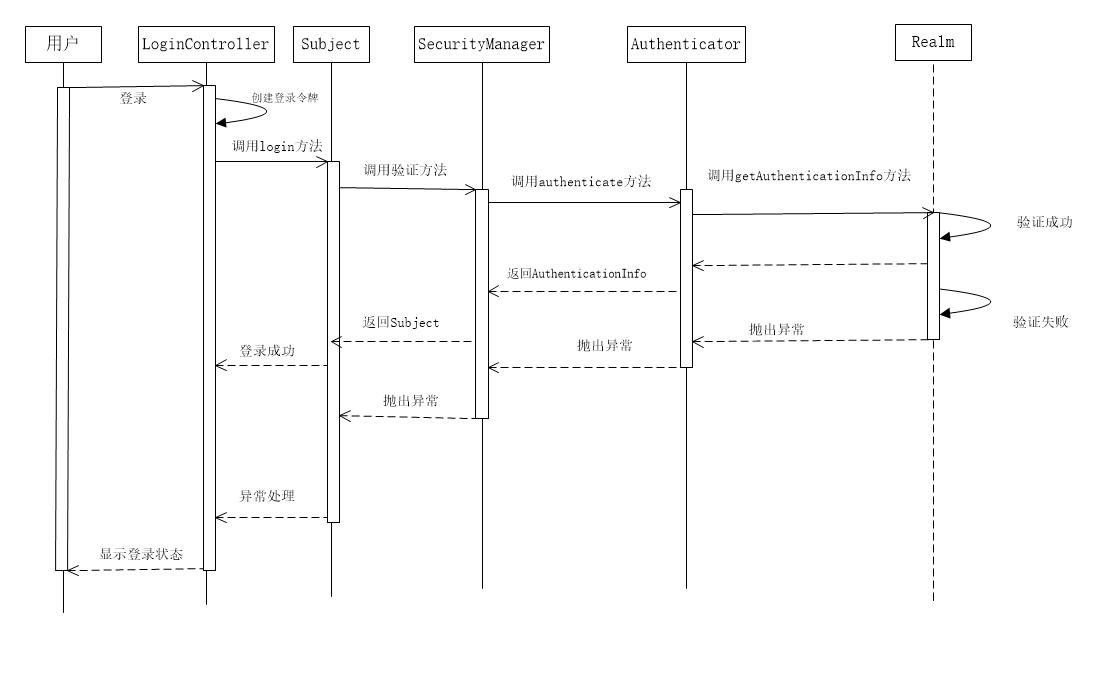 用户
LoginController
Subject
SecurityManager
Authenticator
Realm
登录
创建登录令牌
调用login方法
调用验证方法
调用authenticate方法
调用getAuthenticationInfo方法
验证成功
返回AuthenticationInfo
返回Subject
验证失败
抛出异常
抛出异常
登录成功
抛出异常
异常处理
显示登录状态